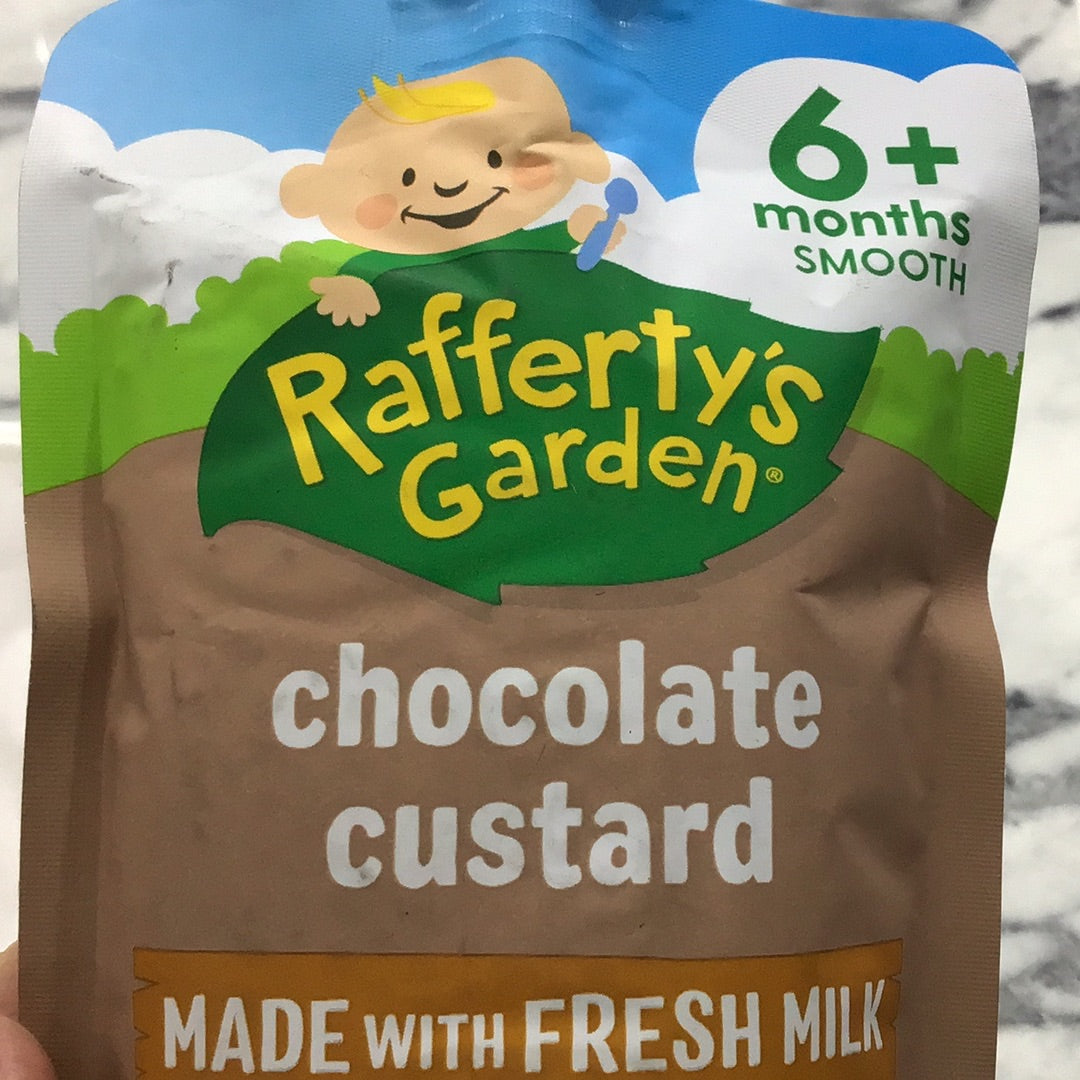 6+
months
SMOOTH
Rafferty's
Garden®
chocolate
custard
MADE WITH FRESH MILK